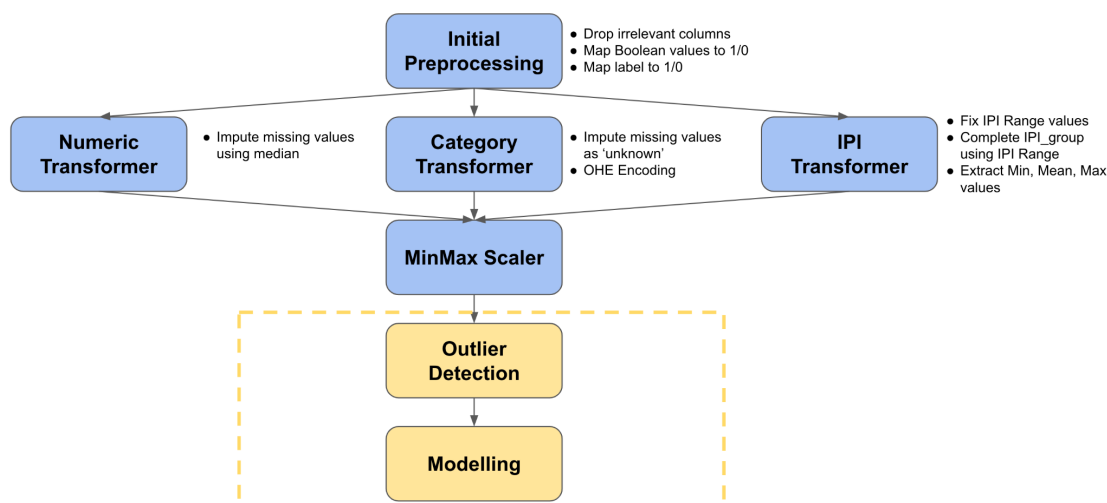 Initial
Preprocessing
● Drop irrelevant columns
● Map Boolean values to 1/0
● Map label to 1/0
Numeric
Transformer
● Impute missing values
using median
Category
Transformer
● Impute missing values
as ‘unknown’
● OHE Encoding
IPI
Transformer
● Fix IPI Range values
● Complete IPI_group
using IPI Range
● Extract Min, Mean, Max
values
MinMax Scaler
Outlier
Detection
Modelling